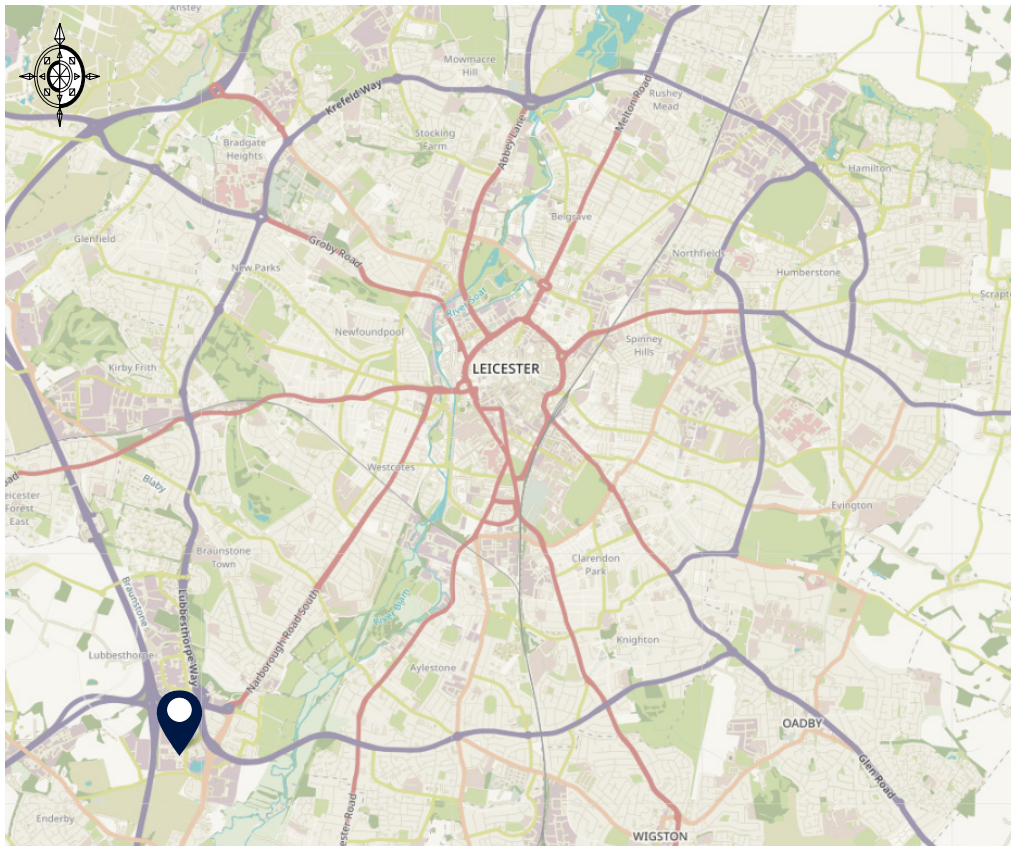 Anstey
Mowmacre
Hill
Krefeld Way
Rushey
Mead
Melton Road
Abbey Lane
Stocking
Farm
Bradgate
Heights
Hamilton
Belgrave
Glenfield
Groby Road
New Parks
Northfields
Humberstone
River Soar
Newfoundpool
Spinney
Hills
LEICESTER
Kirby Frith
Westcotes
Blaby
eicester
Forest
East
Evington
Braunstone
Town
Clarendon
Park
Braunstone
Lubbesthorpe Way
Narborough Road South
River Biam
Knighton
Lubbesthorpe
Aylestone
OADBY
Glen Road
Enderby
ester Road
WIGSTON